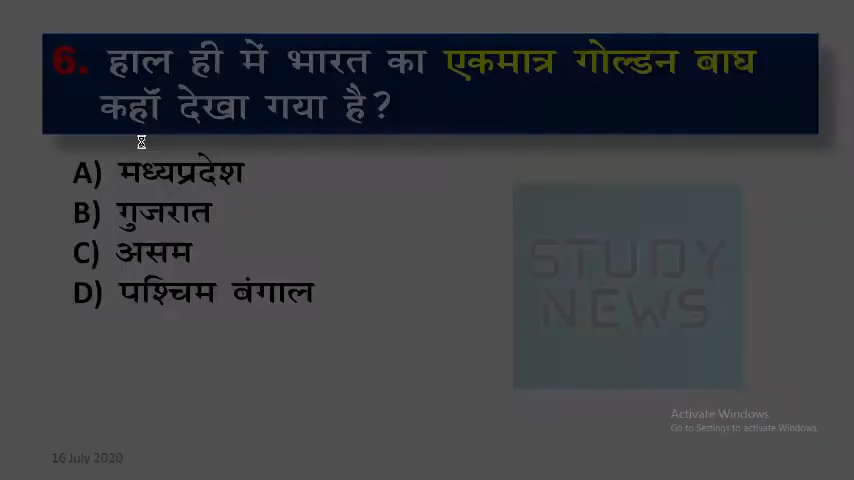 6. हाल ही में भारत का एकमात्र गोल्डन बाघ
कहाॅं देखा गया है?
A) मध्यप्रदेश
B) गुजरात
C) असम
D) पश्चिम बंगाल
STUDY
NEWS
Activate Windows
Go to Settings to activate Windows.
16 July 2020